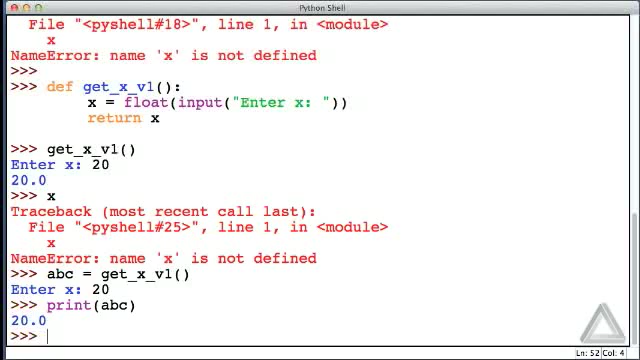 Python Shell
File "<pyshell#18>", line 1, in <module>
x
NameError: name 'x' is not defined
>>>
>>> def get_x_v1():
x = float(input("Enter x: "))
return x
>>> get_x_v1()
Enter x: 20
20.0
>>> x
Traceback (most recent call last):
File "<pyshell#25>", line 1, in <module>
x
NameError: name 'x' is not defined
>>> abc = get_x_v1()
Enter x: 20
>>> print(abc)
20.0
>>>
Ln: 52 Col: 4